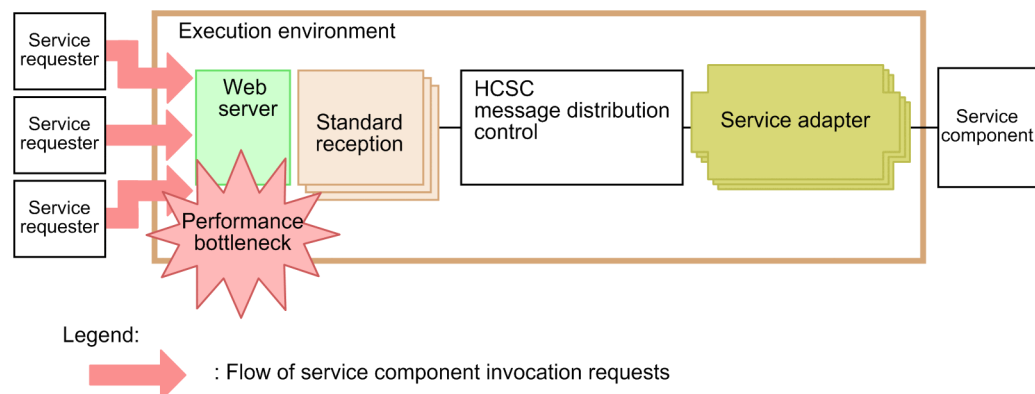 Service
requester
Service
requester
Service
requester
Execution environment
Web
server
Standard
reception
HCSC
message distribution
control
Service adapter
Service
component
Performance
bottleneck
Legend:
: Flow of service component invocation requests